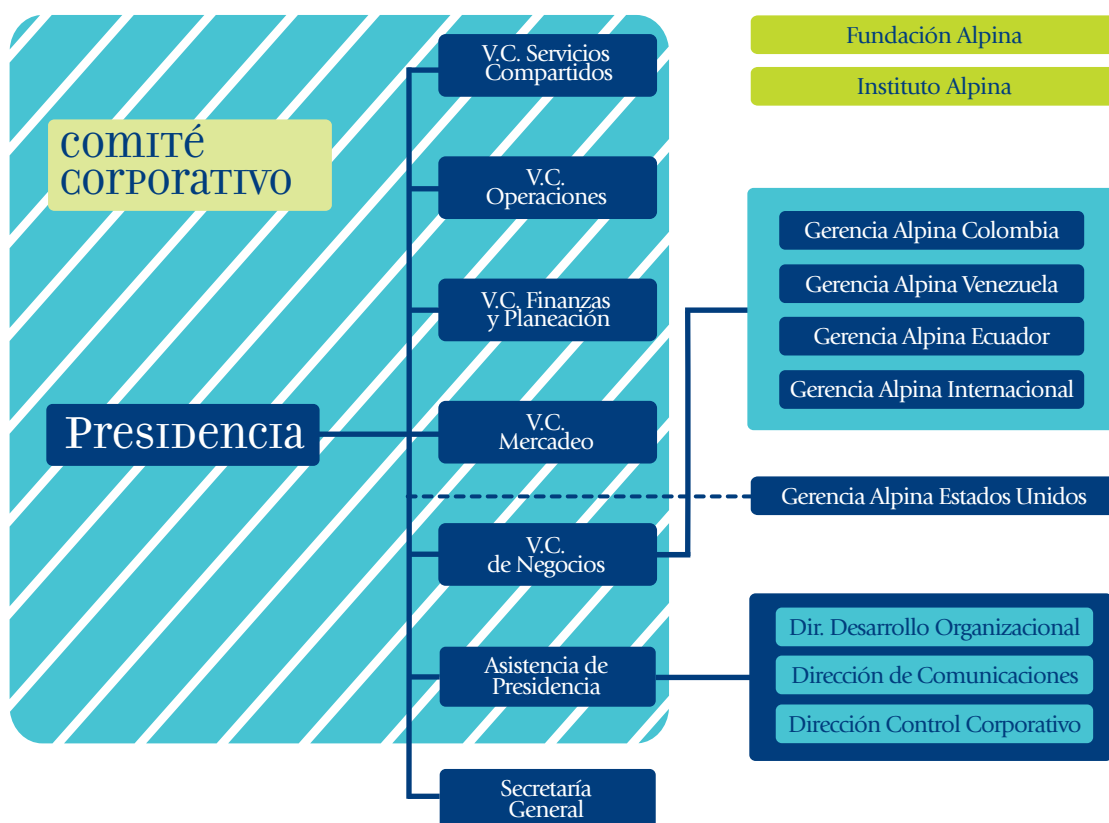 comité
corporativo
Presidencia
V.C. Servicios
Compartidos
V.C.
Operaciones
V.C. Finanzas
y Planeación
V.C.
Mercadeo
V.C.
de Negocios
Asistencia de
Presidencia
Secretaría
General
Fundación Alpina
Instituto Alpina
Gerencia Alpina Colombia
Gerencia Alpina Venezuela
Gerencia Alpina Ecuador
Gerencia Alpina Internacional
Gerencia Alpina Estados Unidos
Dir. Desarrollo Organizacional
Dirección de Comunicaciones
Dirección Control Corporativo